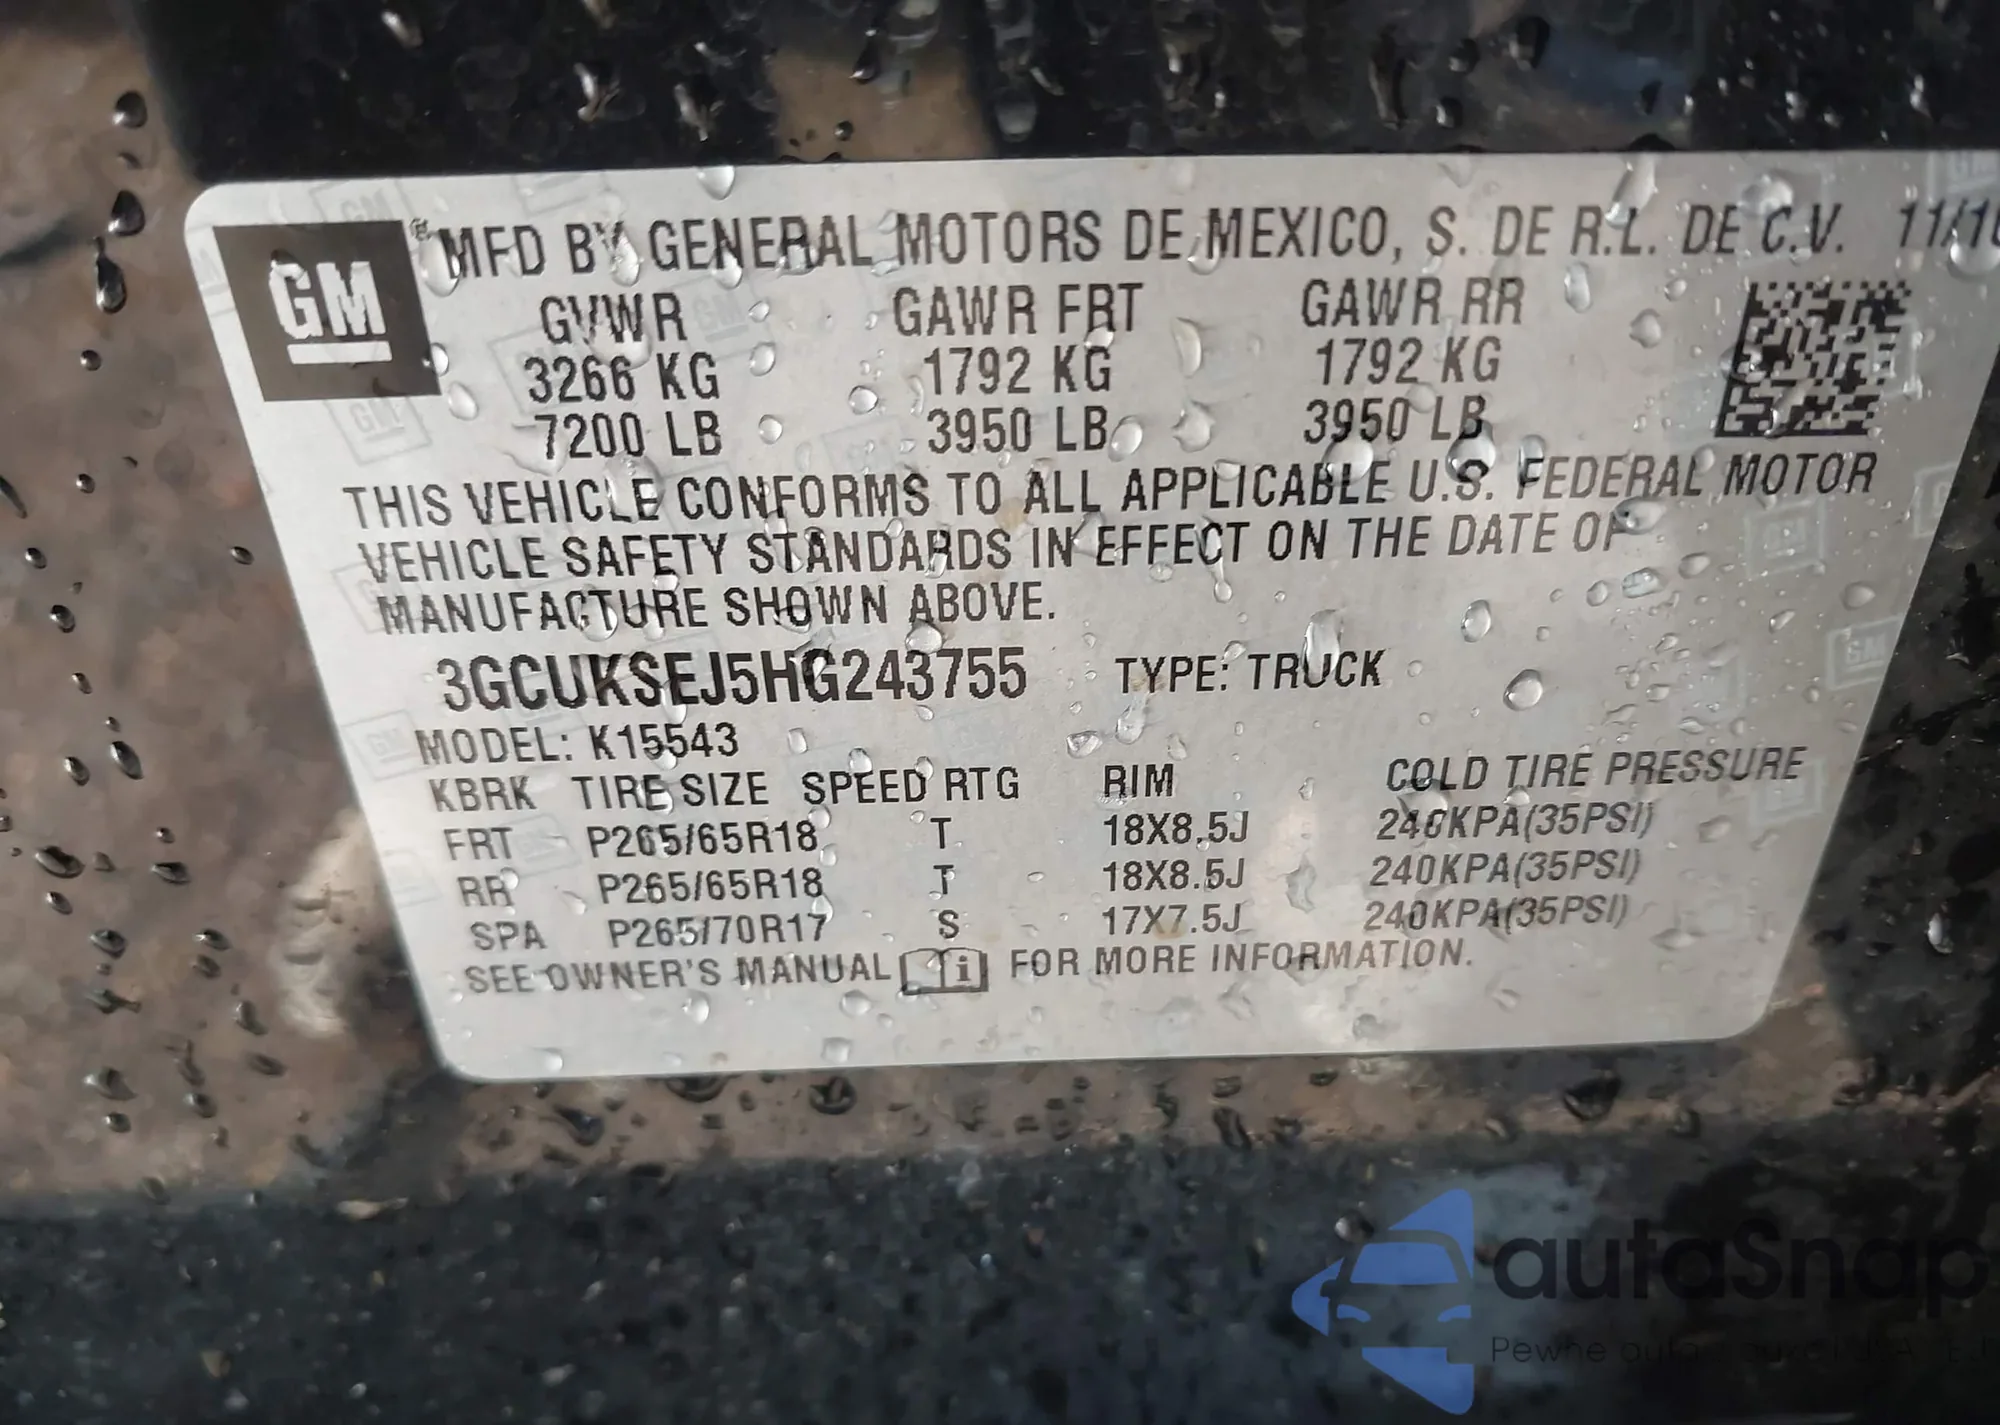 GM
MFD BY GENERAL MOTORS DE MEXICO, S. DE R.L. DE C.V. 11/1
GVWR GAWR FRT GAWR RR
3266 KG 1792 KG 1792 KG
7200 LB 3950 LB 3950 LB
THIS VEHICLE CONFORMS TO ALL APPLICABLE U.S. FEDERAL MOTOR
VEHICLE SAFETY STANDARDS IN EFFECT ON THE DATE OF
MANUFACTURE SHOWN ABOVE.
3GCUKSEJ5HG243755 TYPE: TRUCK
MODEL: K15543
KBRK TIRE SIZE SPEED RTG RIM COLD TIRE PRESSURE
FRT P265/65R18 T 18X8.5J 240KPA(35PSI)
RR P265/65R18 T 18X8.5J 240KPA(35PSI)
SPA P265/70R17 S 17X7.5J 240KPA(35PSI)
SEE OWNER'S MANUAL i FOR MORE INFORMATION.
autaSnap